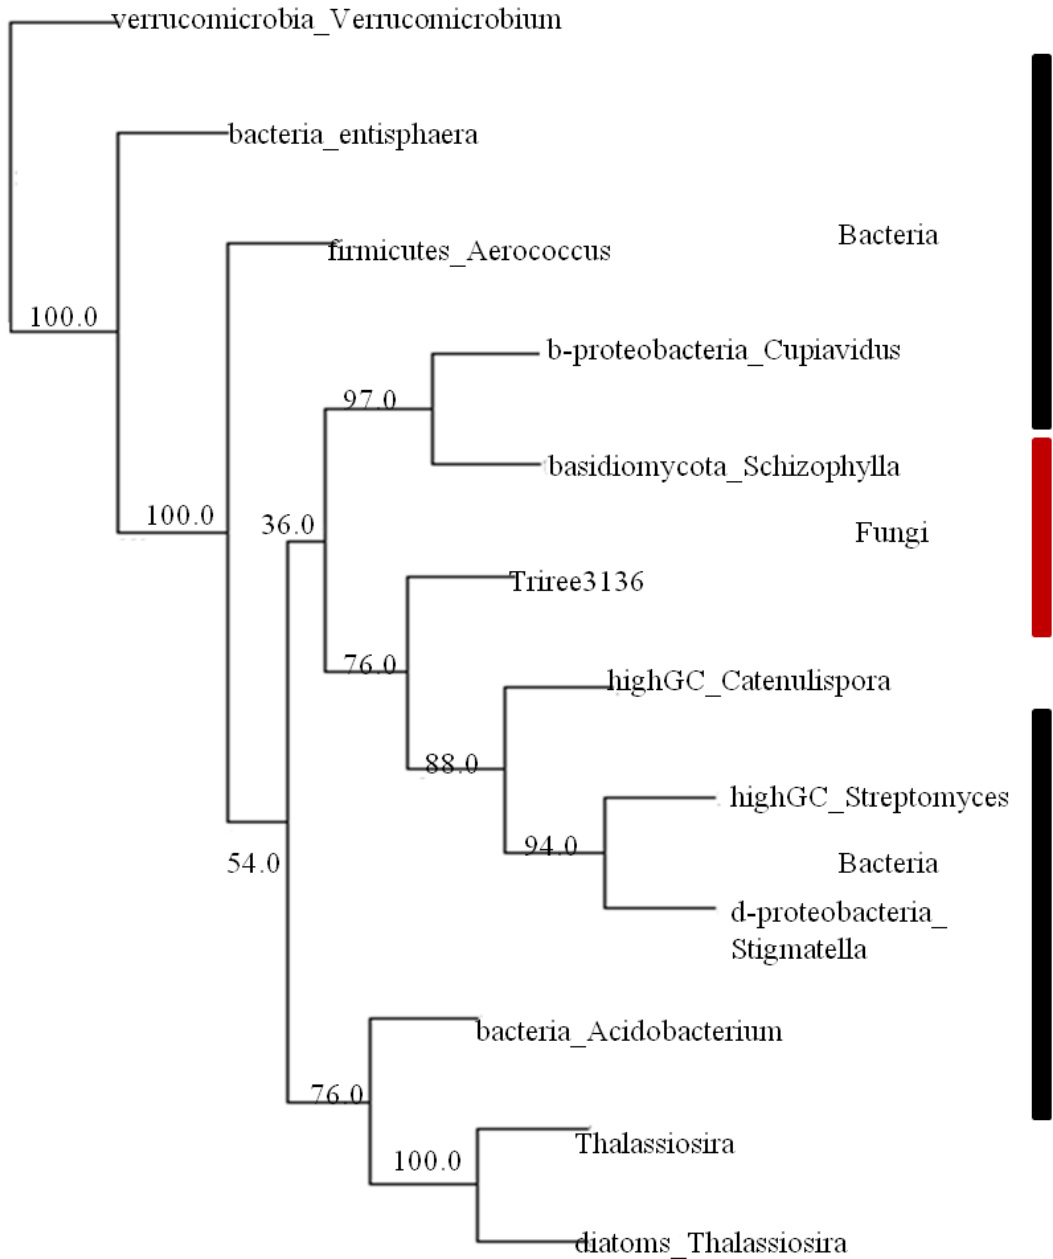 verrucomicrobia_Verrucomicrobium
bacteria_entisphaera
Bacteria
firmicutes_Aerococcus
100.0
b-proteobacteria_Cupiavidus
97.0
basidiomycota_Schizophylla
100.0
36.0
Fungi
Triree3136
76.0
highGC_Catenulispora
88.0
highGC_Streptomyces
94.0
54.0
Bacteria
d-proteobacteria_
Stigmatella
bacteria_Acidobacterium
76.0
Thalassiosira
100.0
diatoms_Thalassiosira